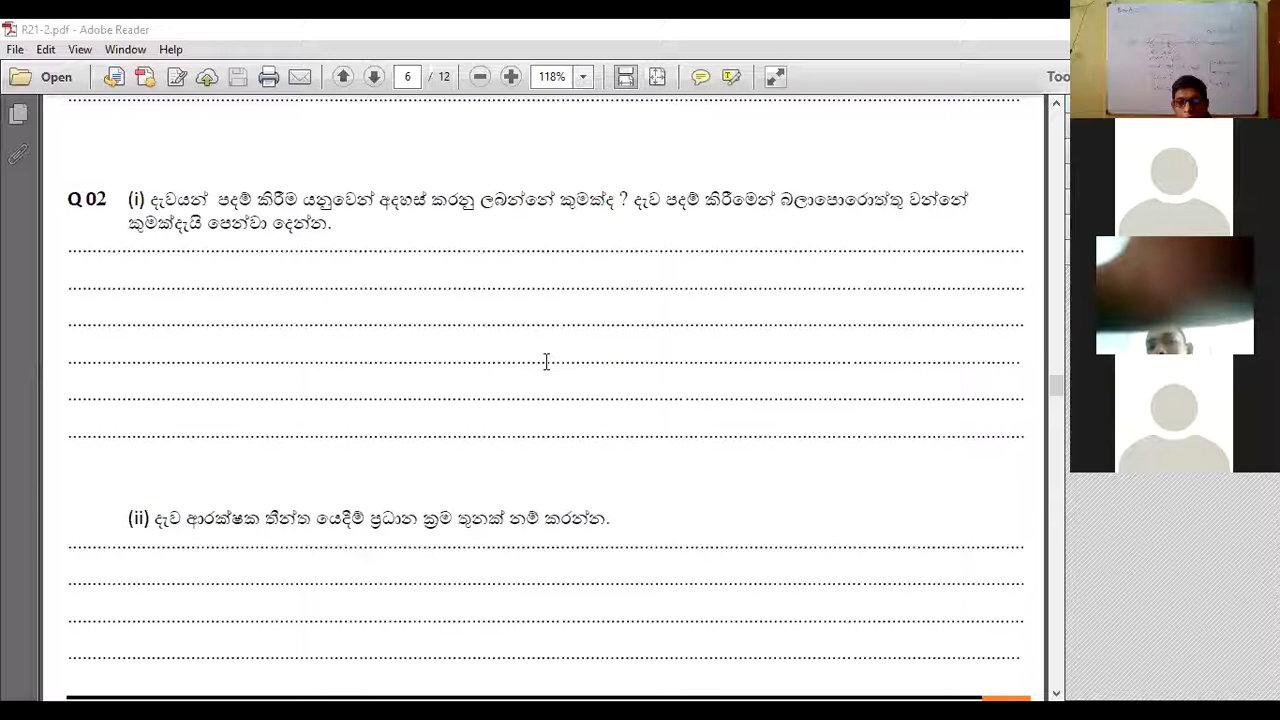 R21-2.pdf - Adobe Reader
File Edit View Window Help
Open 6 / 12 118% Too
Q 02 (i) දැවයන් පදම් කිරීම යනුවෙන් අදහස් කරනු ලබන්නේ කුමක්ද ? දැව පදම් කිරීමෙන් බලාපොරොත්තු වන්නේ
කුමක්දැයි පෙන්වා දෙන්න.
(ii) දැව ආරක්ෂක තීන්ත යෙදීම් ප්‍රධාන ක්‍රම තුනක් නම් කරන්න.